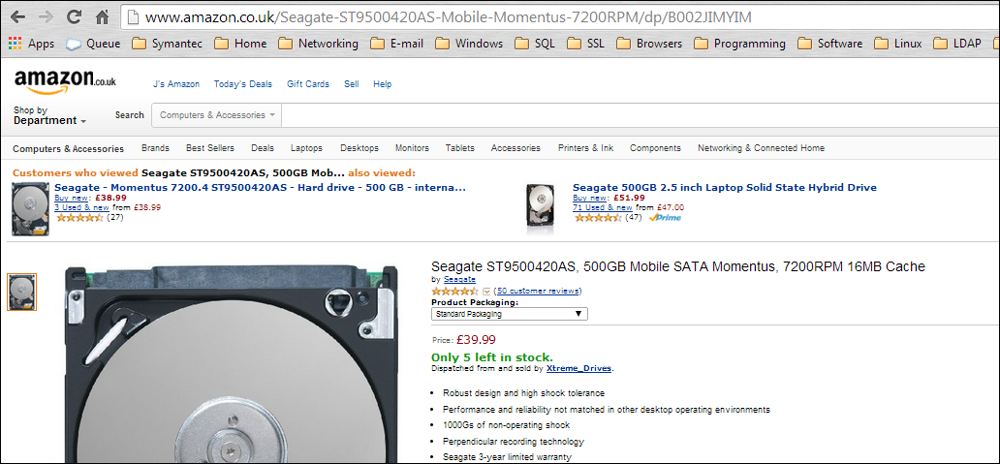 www.amazon.co.uk/Seagate-ST9500420AS-Mobile-Momentus-7200RPM/dp/B002JIMYIM
Apps Queue Symantec Home Networking E-mail Windows SQL SSL Browsers Programming Software Linux LDAP
amazon.co.uk
J's Amazon Today's Deals Gift Cards Sell Help
Shop by
Department
Search Computers & Accessories
Computers & Accessories Brands Best Sellers Deals Laptops Desktops Monitors Tablets Accessories Printers & Ink Components Networking & Connected Home
Customers who viewed Seagate ST9500420AS, 500GB Mob... also viewed:
Seagate - Momentus 7200.4 ST9500420AS - Hard drive - 500 GB - interna...
Buy new: £38.99
3 Used & new from £38.99
(27)
Seagate 500GB 2.5 inch Laptop Solid State Hybrid Drive
Buy new: £51.99
71 Used & new from £47.00
(47) Prime
Seagate ST9500420AS, 500GB Mobile SATA Momentus, 7200RPM 16MB Cache
by Seagate
(50 customer reviews)
Product Packaging:
Standard Packaging
Price: £39.99
Only 5 left in stock.
Dispatched from and sold by Xtreme_Drives.
• Robust design and high shock tolerance
• Performance and reliability not matched in other desktop operating environments
• 1000Gs of non-operating shock
• Perpendicular recording technology
• Seagate 3-year limited warranty